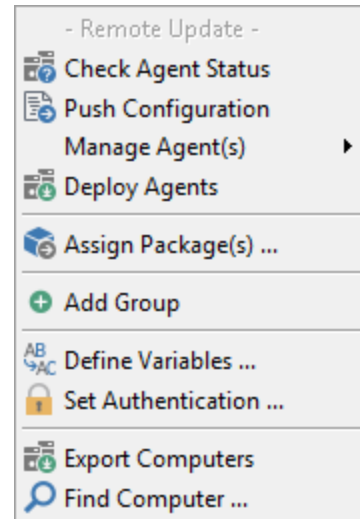 - Remote Update -
Check Agent Status
Push Configuration
Manage Agent(s)
Deploy Agents
Assign Package(s) ...
Add Group
AB
AC
Define Variables ...
Set Authentication ...
Export Computers
Find Computer ...